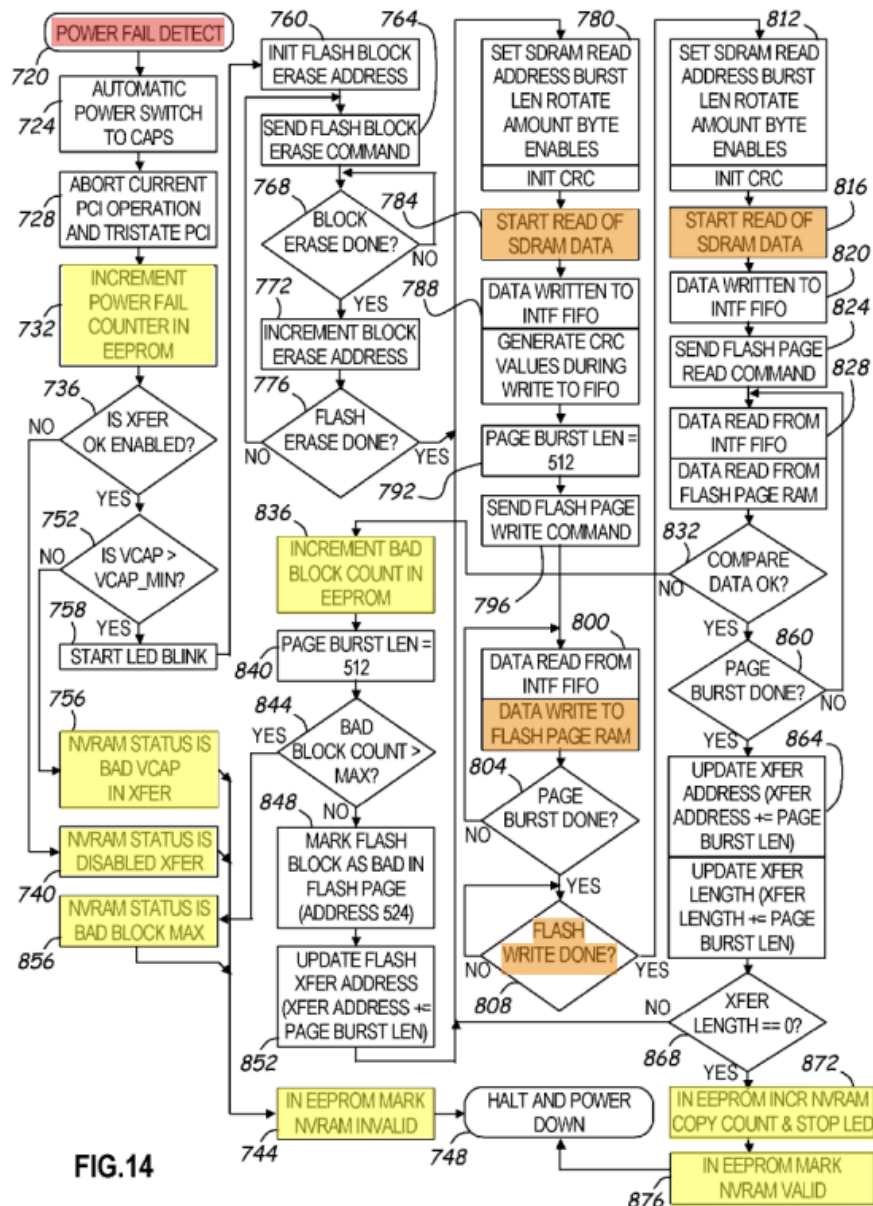 POWER FAIL DETECT
720
AUTOMATIC
POWER SWITCH
TO CAPS
724
ABORT CURRENT
PCI OPERATION
AND TRISTATE PCI
728
INCREMENT
POWER FAIL
COUNTER IN
EEPROM
732
736
IS XFER
OK ENABLED?
NO
YES
752
IS VCAP >
VCAP_MIN?
NO
YES
758
START LED BLINK
756
NVRAM STATUS IS
BAD VCAP
IN XFER
NVRAM STATUS IS
DISABLED XFER
740
NVRAM STATUS IS
BAD BLOCK MAX
856
760
INIT FLASH BLOCK
ERASE ADDRESS
764
SEND FLASH BLOCK
ERASE COMMAND
768
BLOCK
ERASE DONE?
NO
YES
772
INCREMENT BLOCK
ERASE ADDRESS
776
FLASH
ERASE DONE?
NO
YES
836
INCREMENT BAD
BLOCK COUNT IN
EEPROM
PAGE BURST LEN =
512
840
844
BAD
BLOCK COUNT >
MAX?
YES
NO
848
MARK FLASH
BLOCK AS BAD IN
FLASH PAGE
(ADDRESS 524)
UPDATE FLASH
XFER ADDRESS
(XFER ADDRESS +=
PAGE BURST LEN)
852
IN EEPROM MARK
NVRAM INVALID
744
HALT AND POWER
DOWN
748
780
SET SDRAM READ
ADDRESS BURST
LEN ROTATE
AMOUNT BYTE
ENABLES
INIT CRC
784
START READ OF
SDRAM DATA
788
DATA WRITTEN TO
INTF FIFO
GENERATE CRC
VALUES DURING
WRITE TO FIFO
PAGE BURST LEN =
512
792
SEND FLASH PAGE
WRITE COMMAND
796
800
DATA READ FROM
INTF FIFO
DATA WRITE TO
FLASH PAGE RAM
804
PAGE
BURST DONE?
NO
YES
FLASH
WRITE DONE?
NO
YES
808
812
SET SDRAM READ
ADDRESS BURST
LEN ROTATE
AMOUNT BYTE
ENABLES
INIT CRC
816
START READ OF
SDRAM DATA
820
DATA WRITTEN TO
INTF FIFO
824
SEND FLASH PAGE
READ COMMAND
828
DATA READ FROM
INTF FIFO
DATA READ FROM
FLASH PAGE RAM
832
COMPARE
DATA OK?
NO
YES
860
PAGE
BURST DONE?
NO
YES
864
UPDATE XFER
ADDRESS (XFER
ADDRESS += PAGE
BURST LEN)
UPDATE XFER
LENGTH (XFER
LENGTH += PAGE
BURST LEN)
XFER
LENGTH == 0?
NO
868
YES
872
IN EEPROM INCR NVRAM
COPY COUNT & STOP LED
IN EEPROM MARK
NVRAM VALID
876
FIG.14